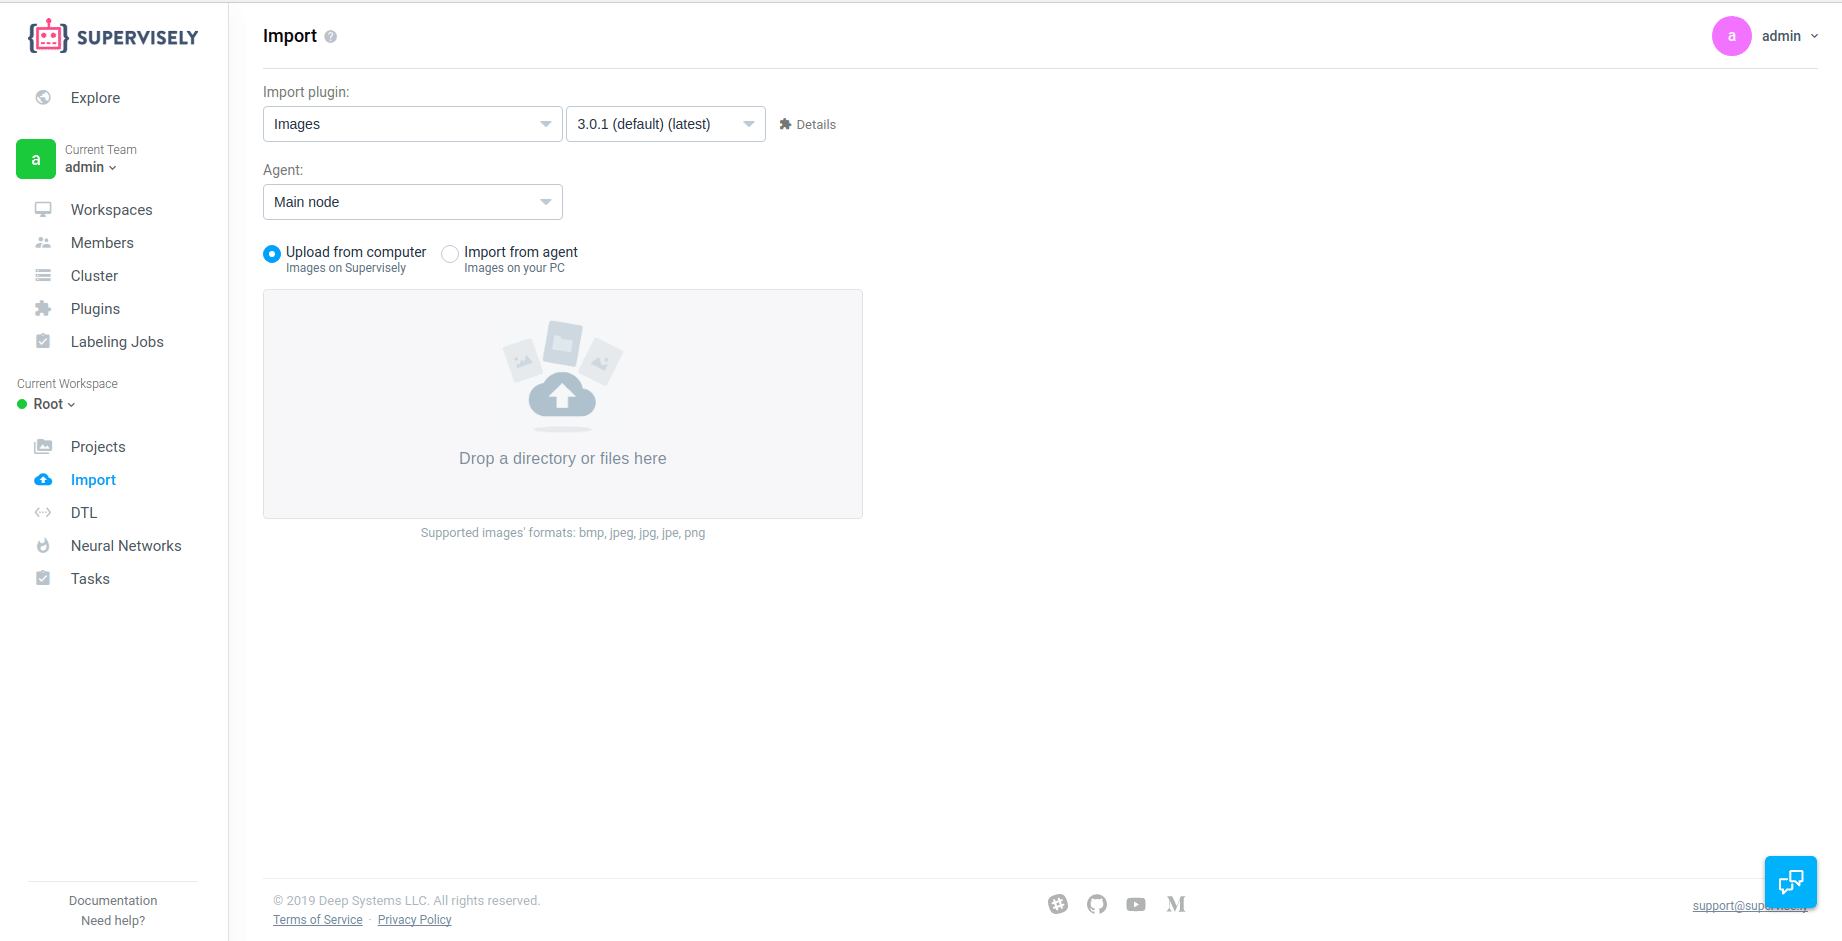 SUPERVISELY
Explore
a
Current Team
admin
Workspaces
Members
Cluster
Plugins
Labeling Jobs
Current Workspace
Root
Projects
Import
DTL
Neural Networks
Tasks
Documentation
Need help?
Import ?
a admin
Import plugin:
Images 3.0.1 (default) (latest) Details
Agent:
Main node
Upload from computer Import from agent
Images on Supervisely Images on your PC
Drop a directory or files here
Supported images' formats: bmp, jpeg, jpg, jpe, png
© 2019 Deep Systems LLC. All rights reserved.
Terms of Service · Privacy Policy